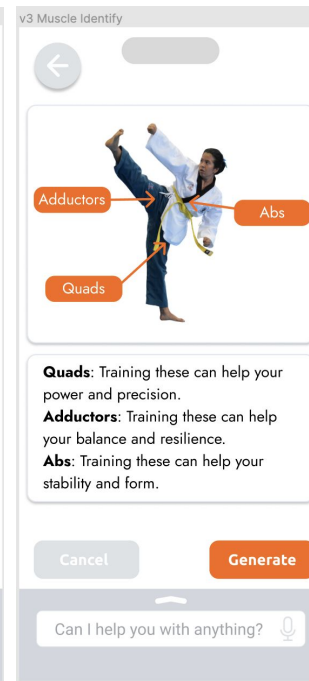 v3 Muscle Identify
Adductors
Abs
Quads
Quads: Training these can help your
power and precision.
Adductors: Training these can help
your balance and resilience.
Abs: Training these can help your
stability and form.
Cancel
Generate
Can I help you with anything?